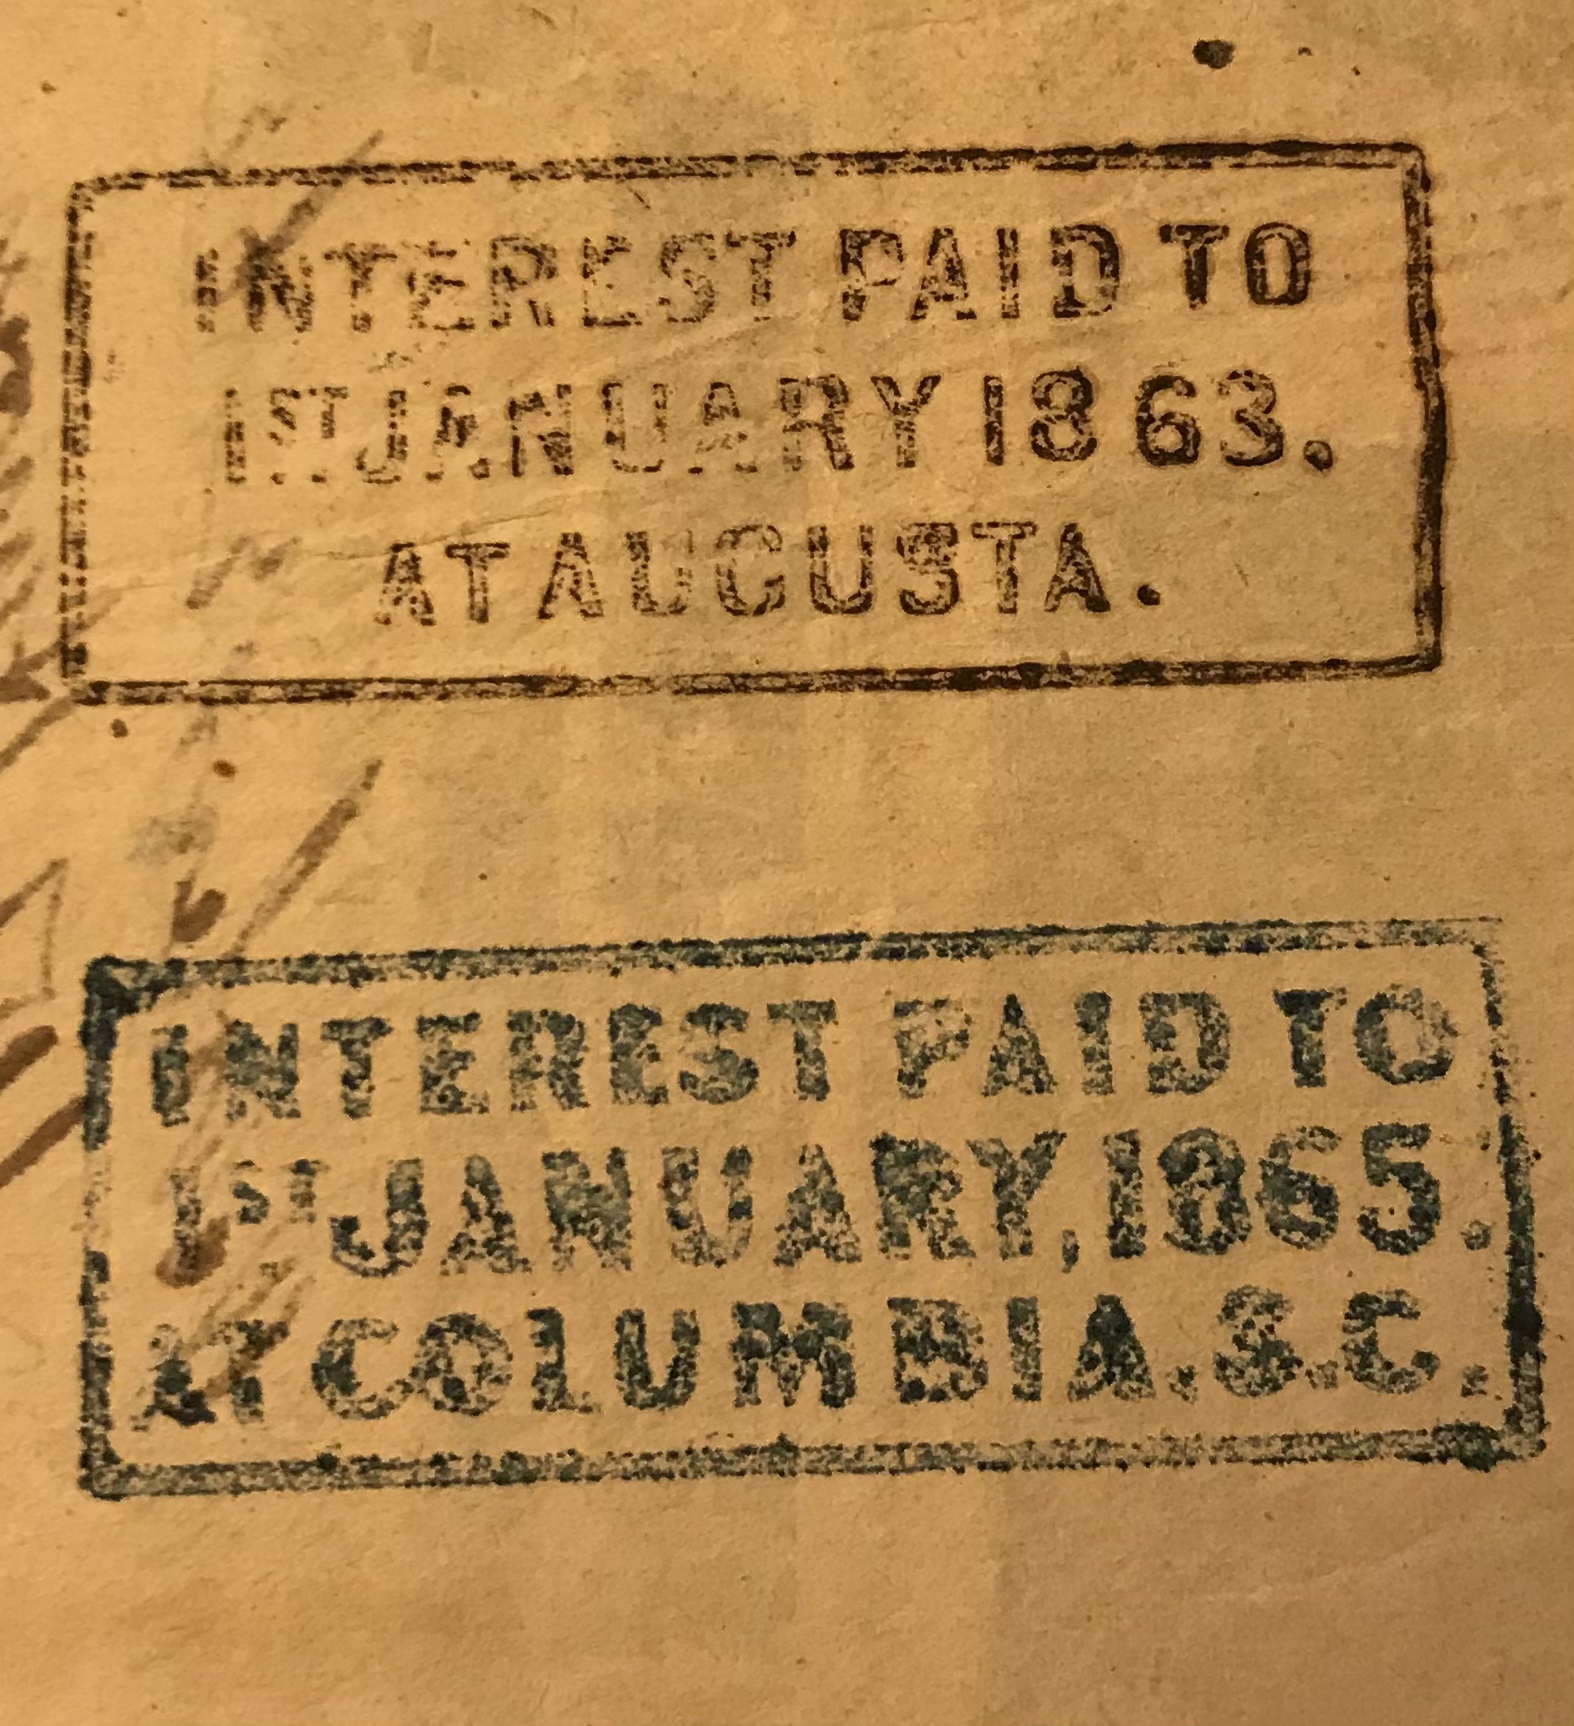 INTEREST PAID TO
1ST JANUARY 1863.
AT AUGUSTA.
INTEREST PAID TO
1ST JANUARY, 1865.
AT COLUMBIA. S.C.